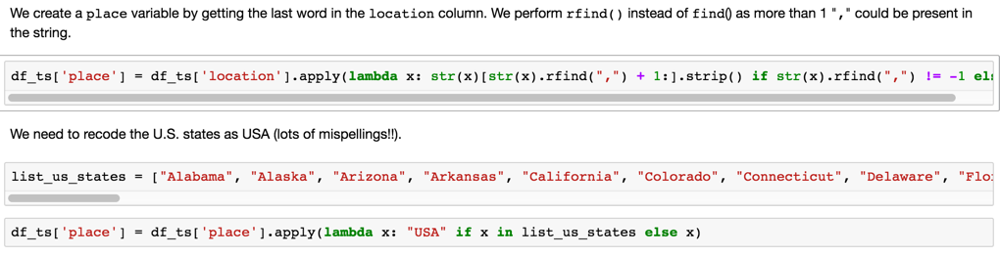 We create a place variable by getting the last word in the location column. We perform rfind() instead of find() as more than 1 "," could be present in
the string.
df_ts['place'] = df_ts['location'].apply(lambda x: str(x)[str(x).rfind(",") + 1:].strip() if str(x).rfind(",") != -1 els
We need to recode the U.S. states as USA (lots of mispellings!!).
list_us_states = ["Alabama", "Alaska", "Arizona", "Arkansas", "California", "Colorado", "Connecticut", "Delaware", "Flo
df_ts['place'] = df_ts['place'].apply(lambda x: "USA" if x in list_us_states else x)